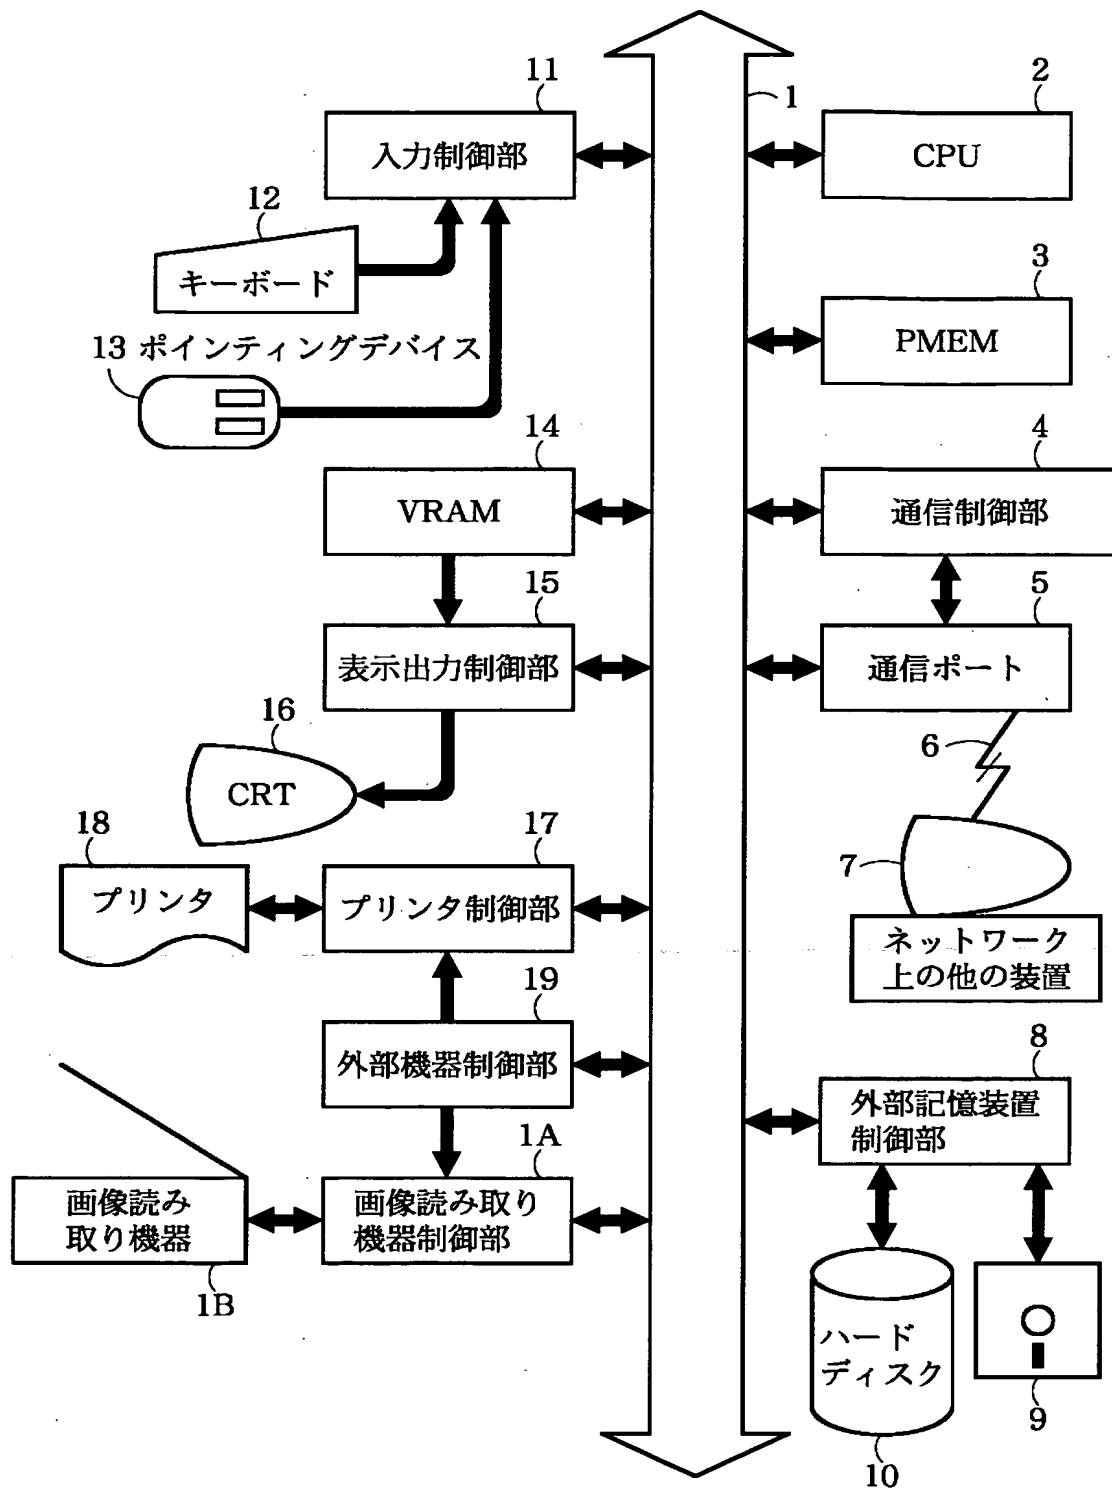 11
入力制御部
12
キーボード
13 ポインティングデバイス
14
VRAM
15
表示出力制御部
16
CRT
17
プリンタ制御部
18
プリンタ
19
外部機器制御部
1A
画像読み取り
機器制御部
画像読み
取り機器
1B
1
2
CPU
3
PMEM
4
通信制御部
5
通信ポート
6
7
ネットワーク
上の他の装置
8
外部記憶装置
制御部
ハード
ディスク
10
9